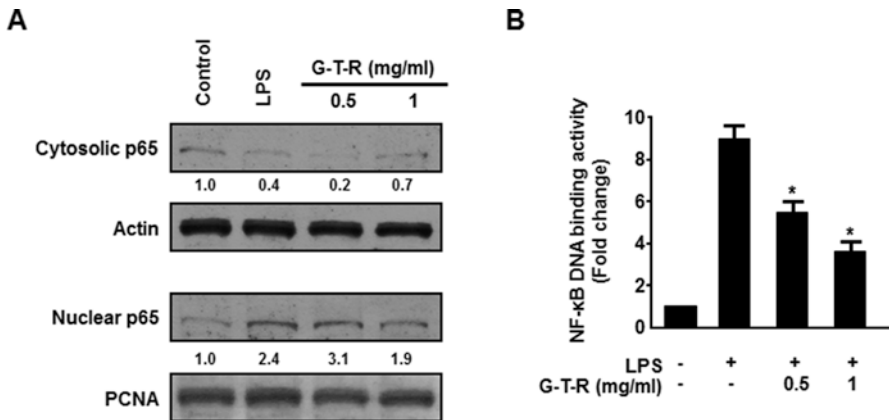 A
Control
LPS
G-T-R (mg/ml)
0.5 1
Cytosolic p65
1.0 0.4 0.2 0.7
Actin
Nuclear p65
1.0 2.4 3.1 1.9
PCNA
B
NF-κB DNA binding activity
(Fold change)
10
8
6
4
2
0
* *
LPS - + + +
G-T-R (mg/ml) - - 0.5 1